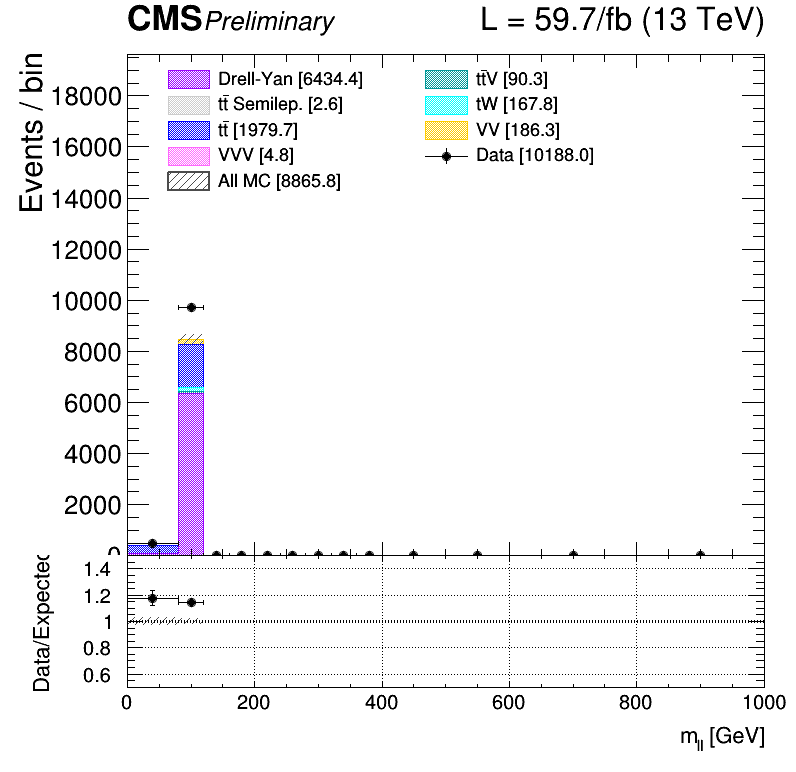 CMS Preliminary L = 59.7/fb (13 TeV)
Events / bin
Drell-Yan [6434.4]
tt̄ Semilep. [2.6]
tt̄ [1979.7]
VVV [4.8]
All MC [8865.8]
tt̄V [90.3]
tW [167.8]
VV [186.3]
Data [10188.0]
18000
16000
14000
12000
10000
8000
6000
4000
2000
0
Data/Expected
1.4
1.2
1
0.8
0.6
0 200 400 600 800 1000
m_ll [GeV]